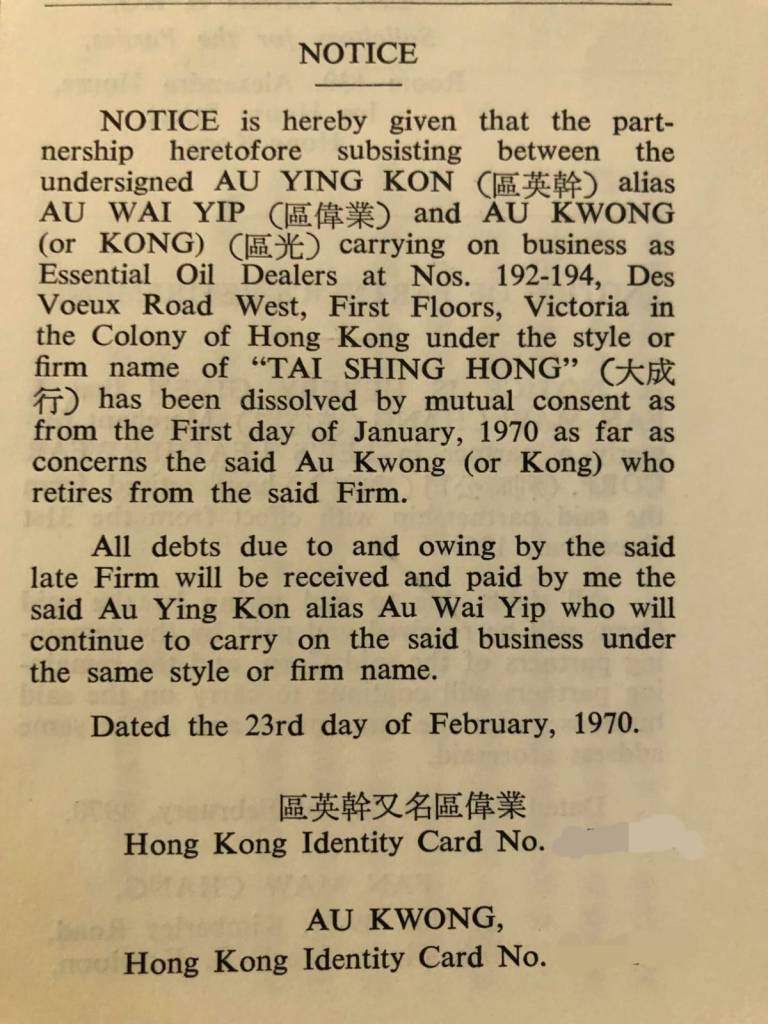 NOTICE
NOTICE is hereby given that the part-
nership heretofore subsisting between the
undersigned AU YING KON (區英幹) alias
AU WAI YIP (區偉業) and AU KWONG
(or KONG) (區光) carrying on business as
Essential Oil Dealers at Nos. 192-194, Des
Voeux Road West, First Floors, Victoria in
the Colony of Hong Kong under the style or
firm name of “TAI SHING HONG” (大成
行) has been dissolved by mutual consent as
from the First day of January, 1970 as far as
concerns the said Au Kwong (or Kong) who
retires from the said Firm.
All debts due to and owing by the said
late Firm will be received and paid by me the
said Au Ying Kon alias Au Wai Yip who will
continue to carry on the said business under
the same style or firm name.
Dated the 23rd day of February, 1970.
區英幹又名區偉業
Hong Kong Identity Card No.
AU KWONG,
Hong Kong Identity Card No.